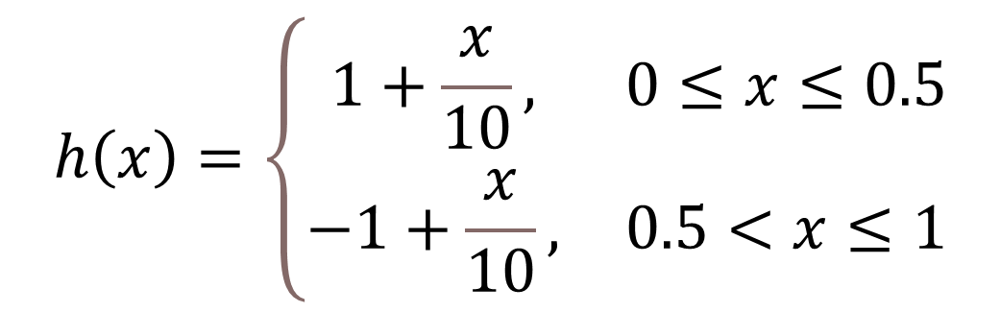 h(x) = { 1 + x/10, 0 ≤ x ≤ 0.5
−1 + x/10, 0.5 < x ≤ 1